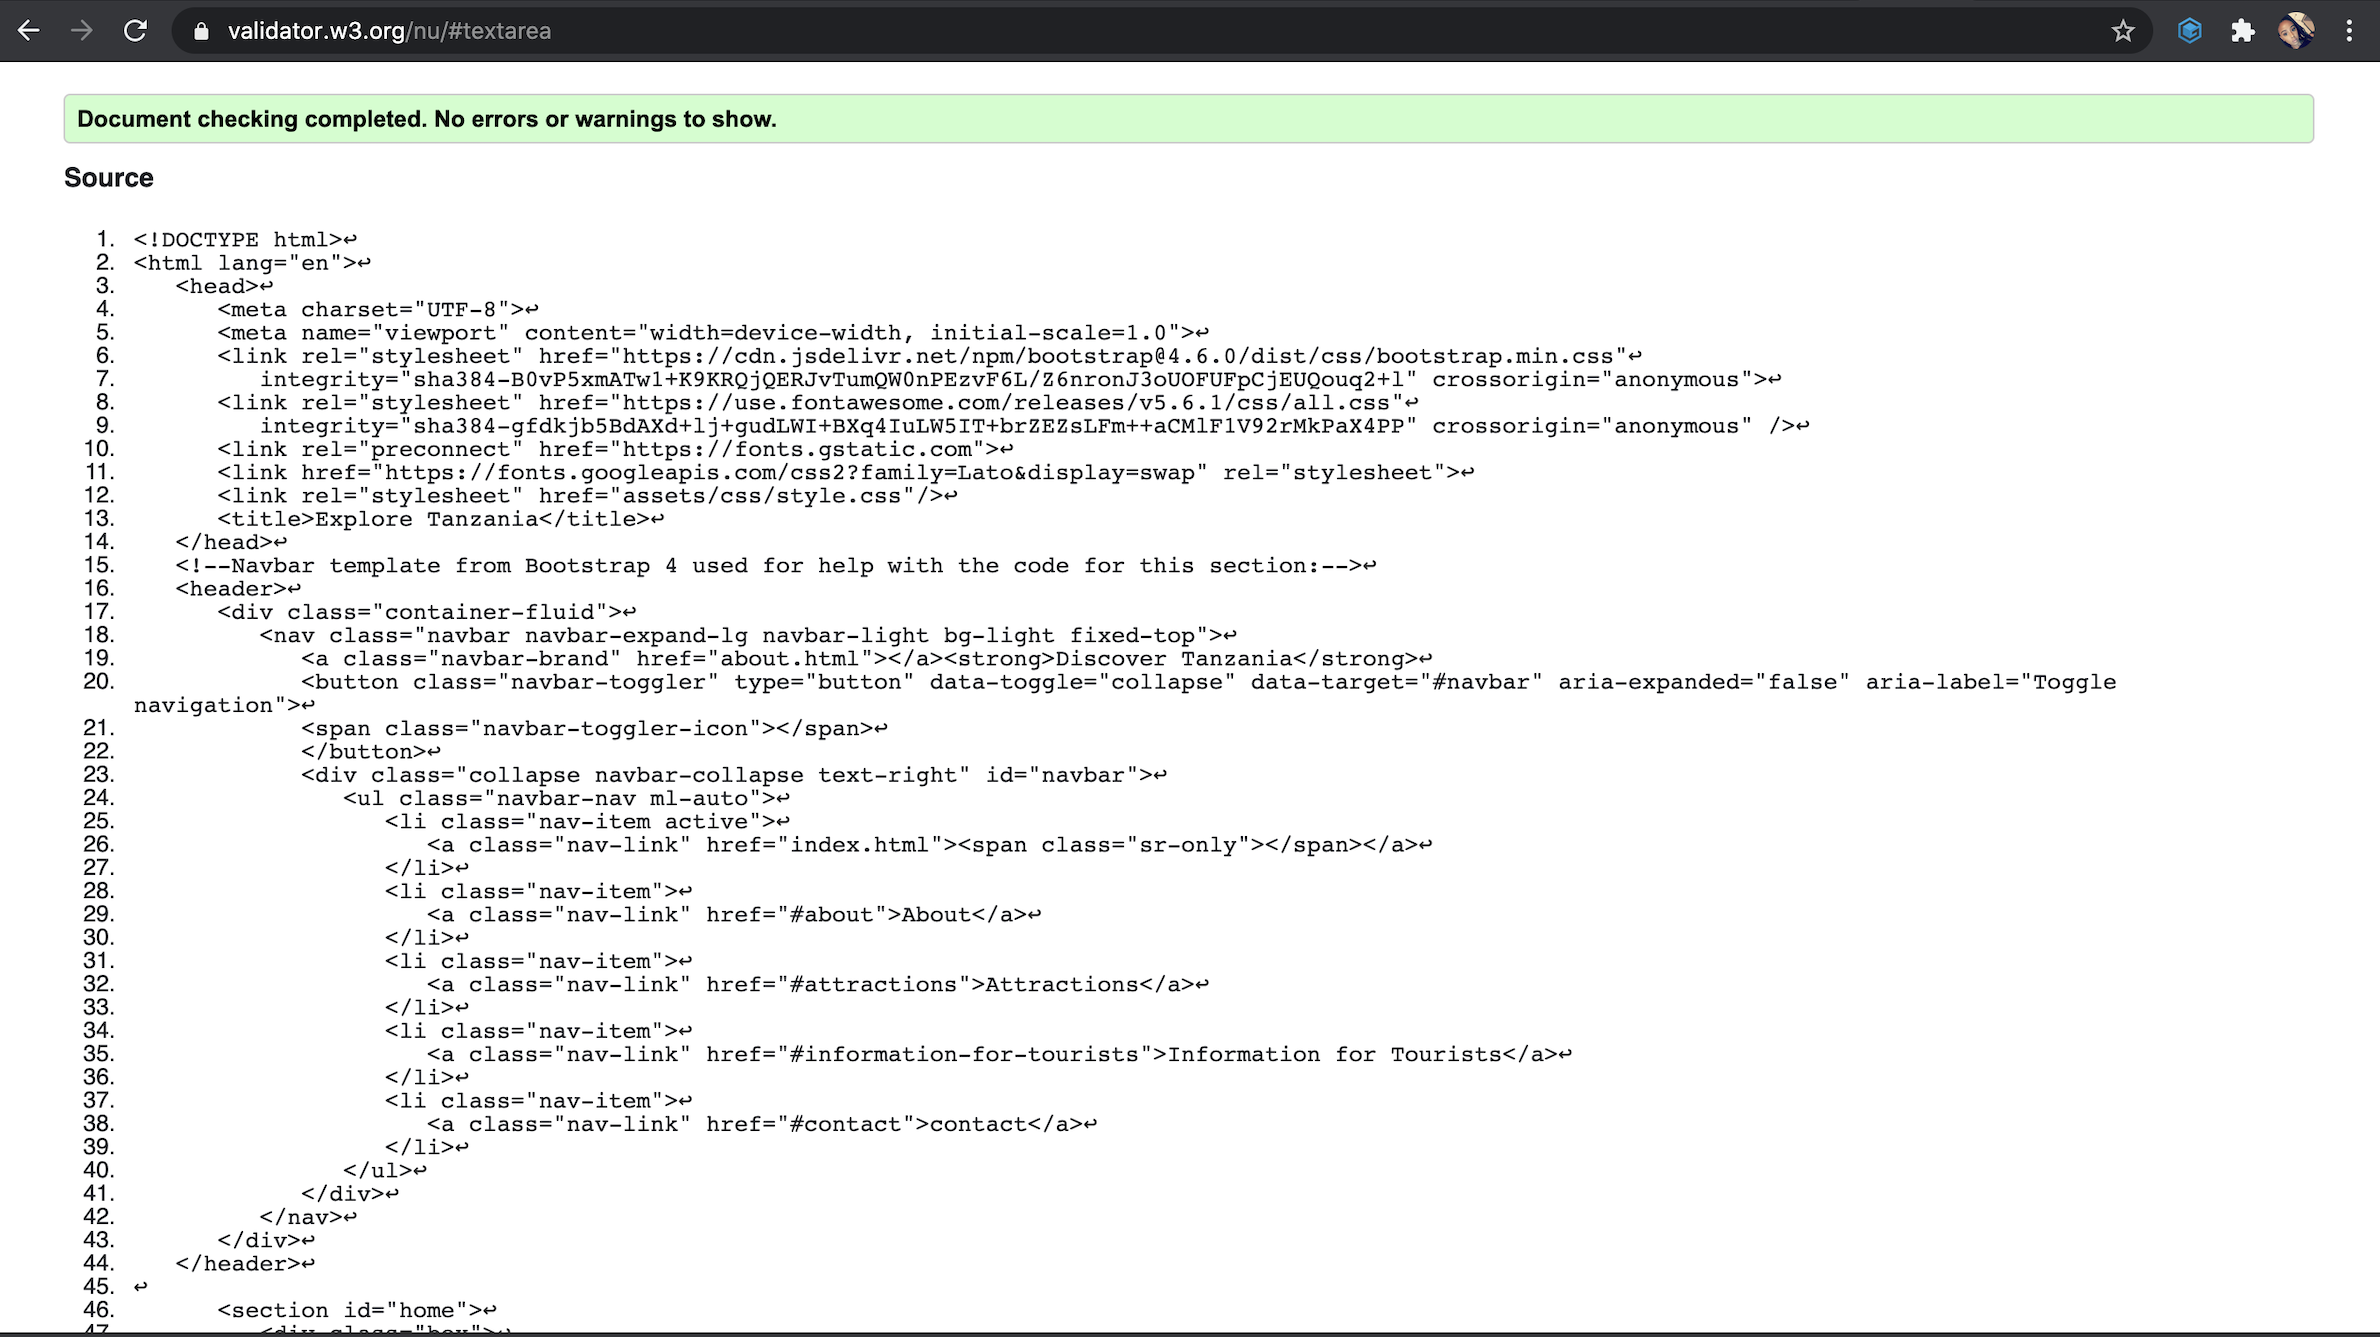 validator.w3.org/nu/#textarea
Document checking completed. No errors or warnings to show.
Source
1. <!DOCTYPE html>↩
2. <html lang="en">↩
3. <head>↩
4. <meta charset="UTF-8">↩
5. <meta name="viewport" content="width=device-width, initial-scale=1.0">↩
6. <link rel="stylesheet" href="https://cdn.jsdelivr.net/npm/bootstrap@4.6.0/dist/css/bootstrap.min.css"↩
7. integrity="sha384-B0vP5xmATw1+K9KRQjQERJvTumQW0nPEzvF6L/Z6nronJ3oUOFUFpCjEUQouq2+l" crossorigin="anonymous">↩
8. <link rel="stylesheet" href="https://use.fontawesome.com/releases/v5.6.1/css/all.css"↩
9. integrity="sha384-gfdkjb5BdAXd+lj+gudLWI+BXq4IuLW5IT+brZEZsLFm++aCMlF1V92rMkPaX4PP" crossorigin="anonymous" />↩
10. <link rel="preconnect" href="https://fonts.gstatic.com">↩
11. <link href="https://fonts.googleapis.com/css2?family=Lato&display=swap" rel="stylesheet">↩
12. <link rel="stylesheet" href="assets/css/style.css"/>↩
13. <title>Explore Tanzania</title>↩
14. </head>↩
15. <!--Navbar template from Bootstrap 4 used for help with the code for this section:-->↩
16. <header>↩
17. <div class="container-fluid">↩
18. <nav class="navbar navbar-expand-lg navbar-light bg-light fixed-top">↩
19. <a class="navbar-brand" href="about.html"></a><strong>Discover Tanzania</strong>↩
20. <button class="navbar-toggler" type="button" data-toggle="collapse" data-target="#navbar" aria-expanded="false" aria-label="Toggle
navigation">↩
21. <span class="navbar-toggler-icon"></span>↩
22. </button>↩
23. <div class="collapse navbar-collapse text-right" id="navbar">↩
24. <ul class="navbar-nav ml-auto">↩
25. <li class="nav-item active">↩
26. <a class="nav-link" href="index.html"><span class="sr-only"></span></a>↩
27. </li>↩
28. <li class="nav-item">↩
29. <a class="nav-link" href="#about">About</a>↩
30. </li>↩
31. <li class="nav-item">↩
32. <a class="nav-link" href="#attractions">Attractions</a>↩
33. </li>↩
34. <li class="nav-item">↩
35. <a class="nav-link" href="#information-for-tourists">Information for Tourists</a>↩
36. </li>↩
37. <li class="nav-item">↩
38. <a class="nav-link" href="#contact">contact</a>↩
39. </li>↩
40. </ul>↩
41. </div>↩
42. </nav>↩
43. </div>↩
44. </header>↩
45. ↩
46. <section id="home">↩
47. <div class="box">↩